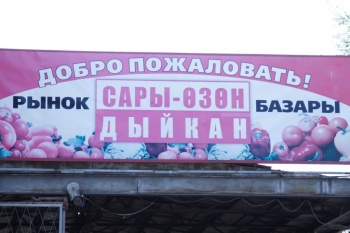 ДОБРО ПОЖАЛОВАТЬ!
РЫНОК САРЫ-ӨЗӨН БАЗАРЫ
ДЫЙКАН